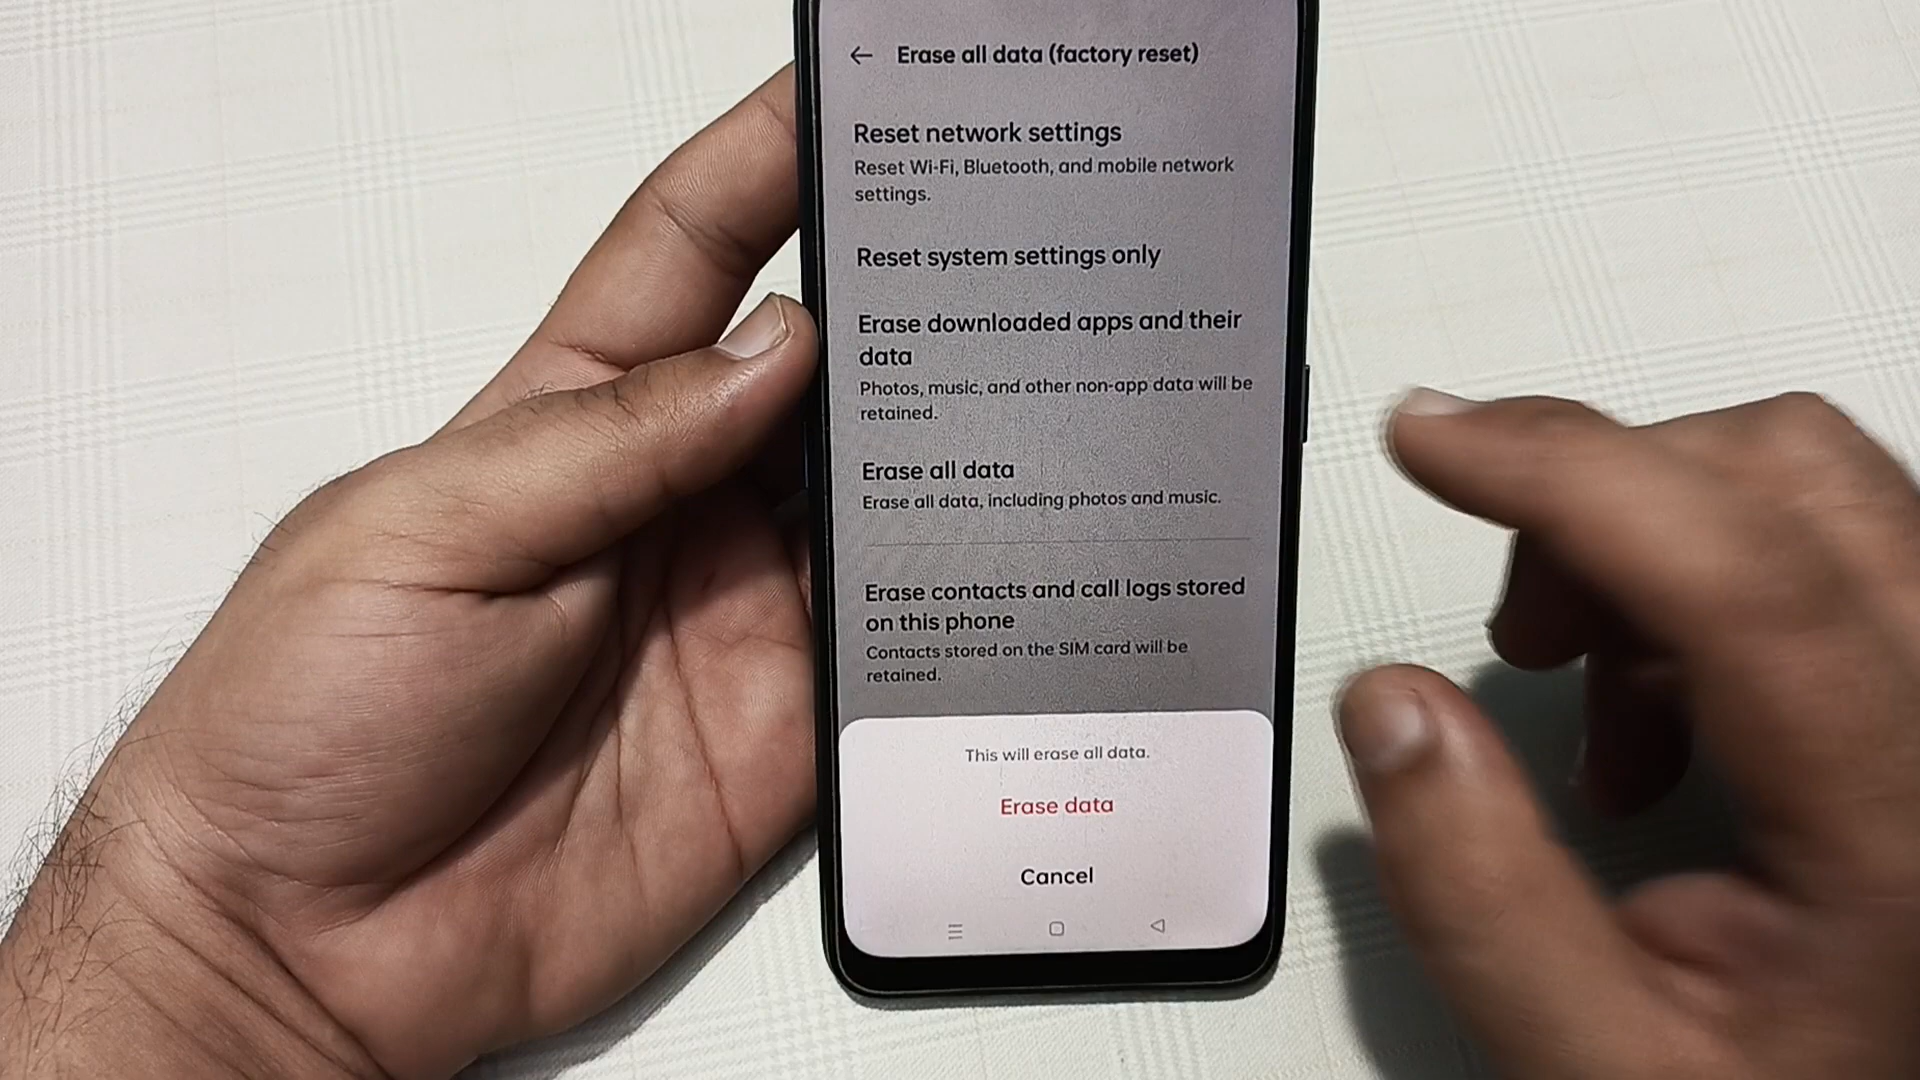 Erase all data (factory reset)
Reset network settings
Reset Wi-Fi, Bluetooth, and mobile network
settings.
Reset system settings only
Erase downloaded apps and their
data
Photos, music, and other non-app data will be
retained.
Erase all data
Erase all data, including photos and music.
Erase contacts and call logs stored
on this phone
Contacts stored on the SIM card will be
retained.
This will erase all data.
Erase data
Cancel